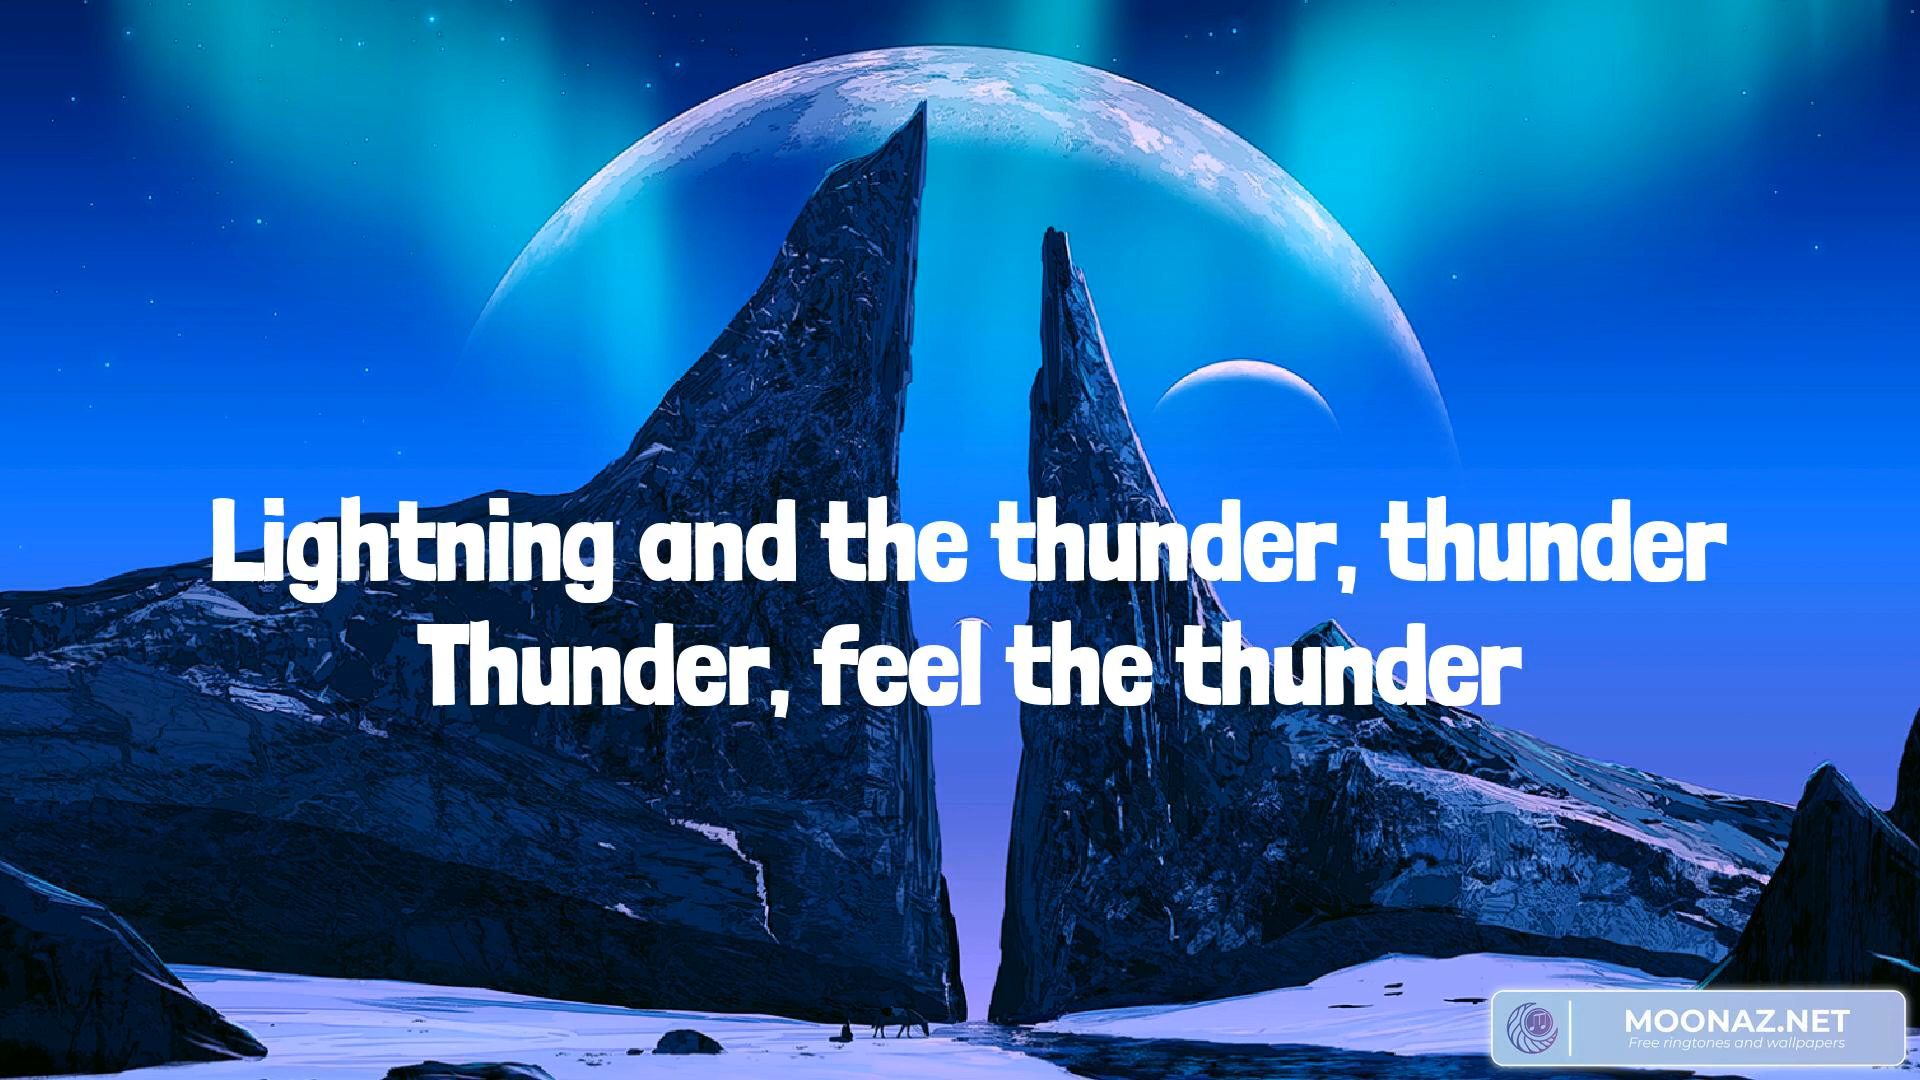 Lightning and the thunder, thunder
Thunder, feel the thunder
MOONAZ.NET
Free ringtones and wallpapers